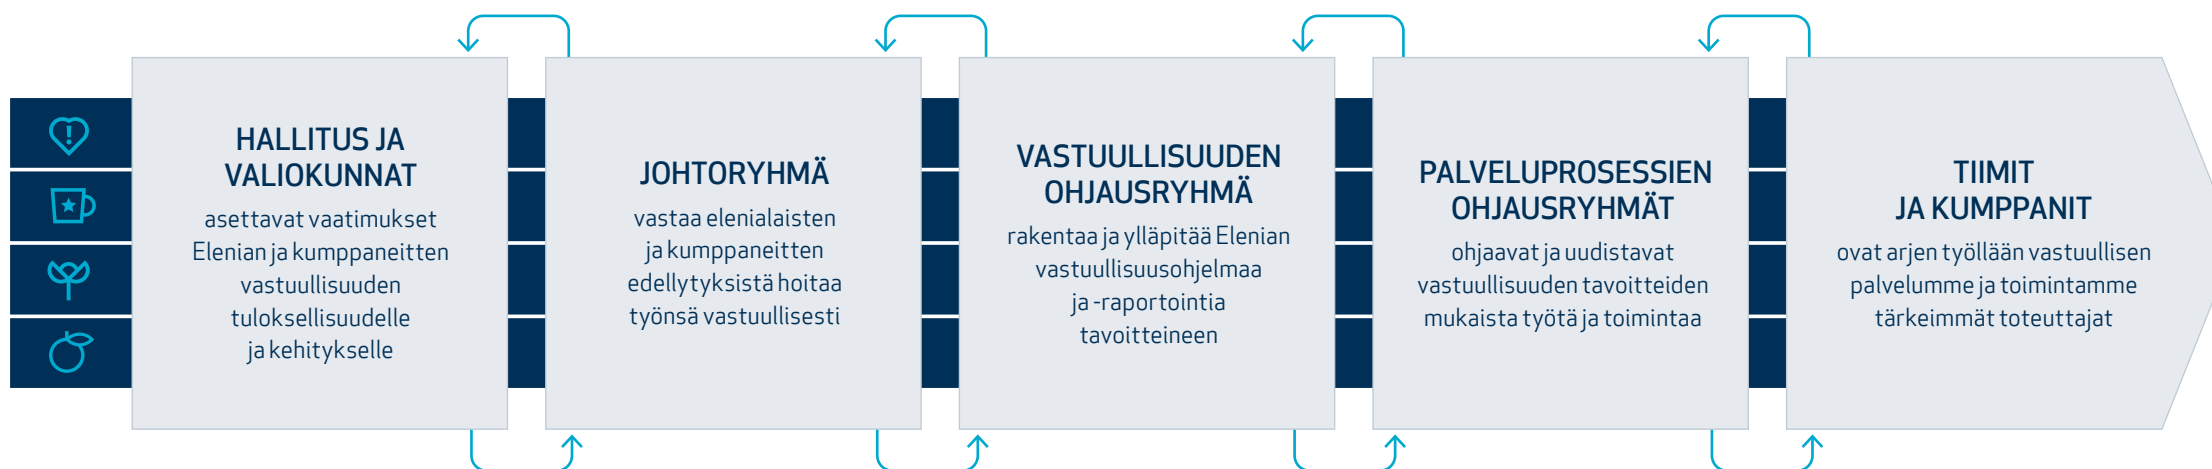 HALLITUS JA
VALIOKUNNAT
asettavat vaatimukset
Elenian ja kumppaneitten
vastuullisuuden
tuloksellisuudelle
ja kehitykselle
JOHTORYHMÄ
vastaa elenialaisten
ja kumppaneitten
edellytyksistä hoitaa
työnsä vastuullisesti
VASTUULLISUUDEN
OHJAUSRYHMÄ
rakentaa ja ylläpitää Elenian
vastuullisuusohjelmaa
ja -raportointia
tavoitteineen
PALVELUPROSESSIEN
OHJAUSRYHMÄT
ohjaavat ja uudistavat
vastuullisuuden tavoitteiden
mukaista työtä ja toimintaa
TIIMIT
JA KUMPPANIT
ovat arjen työllään vastuullisen
palvelumme ja toimintamme
tärkeimmät toteuttajat